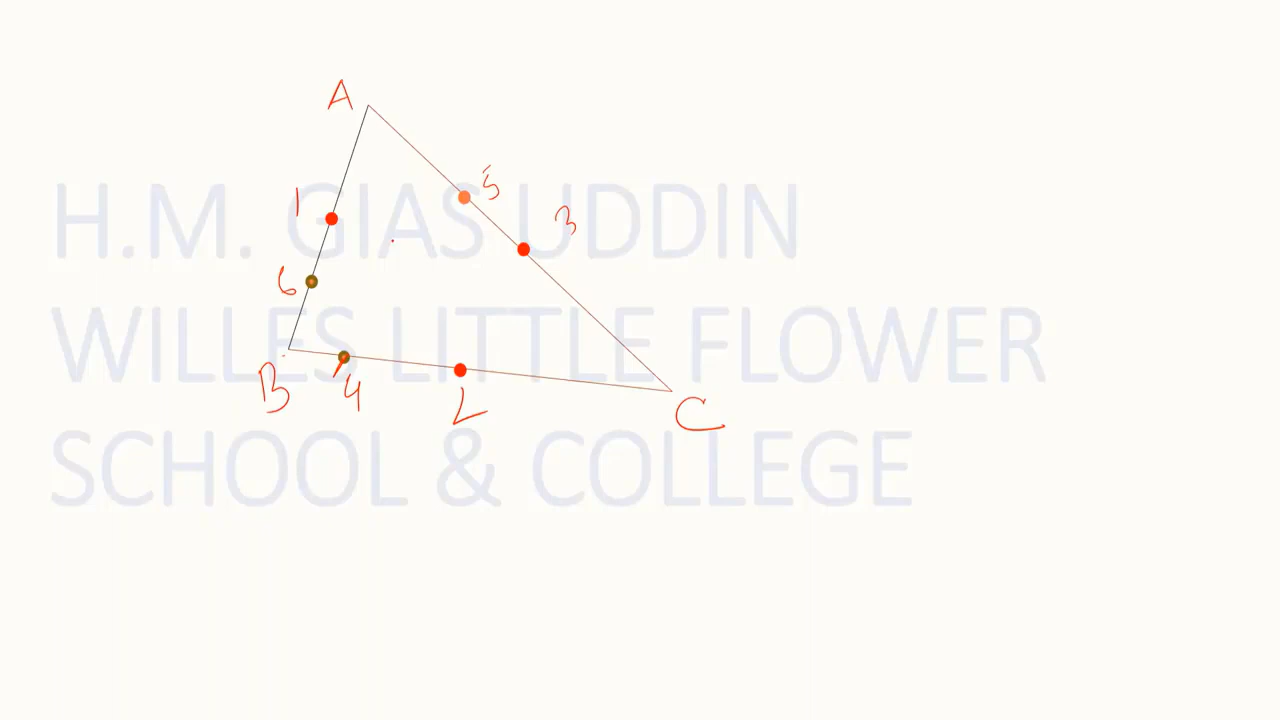 A
5
1
3
H.M. GIAS UDDIN
6
WILLES LITTLE FLOWER
B
4
2
C
SCHOOL & COLLEGE